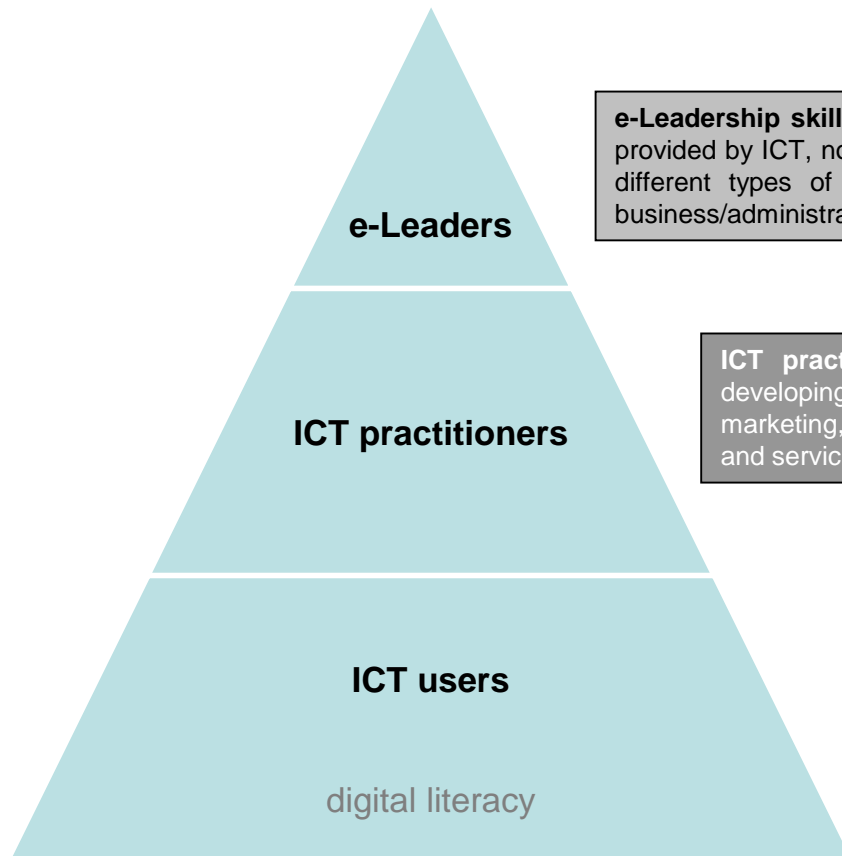 e-Leadership skill
provided by ICT, no
different types of
business/administra
e-Leaders
ICT pract
developing
marketing,
and servic
ICT practitioners
ICT users
digital literacy